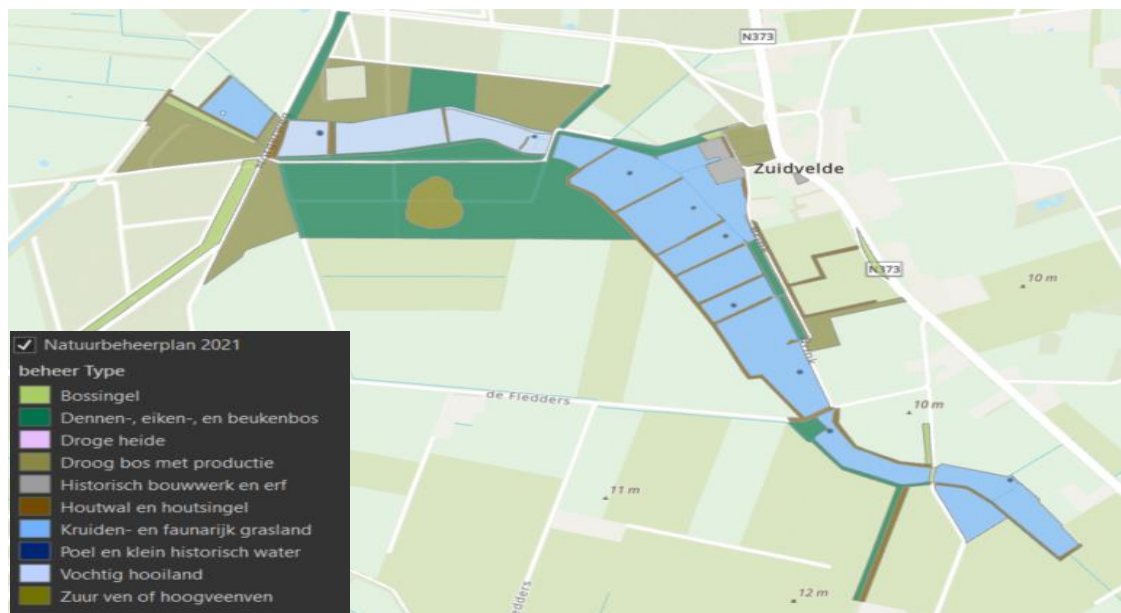 N373
Zuidvelde
N373
10 m
Natuurbeheerplan 2021
beheer Type
Bossingel
Dennen-, eiken-, en beukenbos
Droge heide
Droog bos met productie
Historisch bouwwerk en erf
Houtwal en houtsingel
Kruiden- en faunarijk grasland
Poel en klein historisch water
Vochtig hooiland
Zuur ven of hoogveenven
de Fledders
10 m
11 m
Fledders
12 m